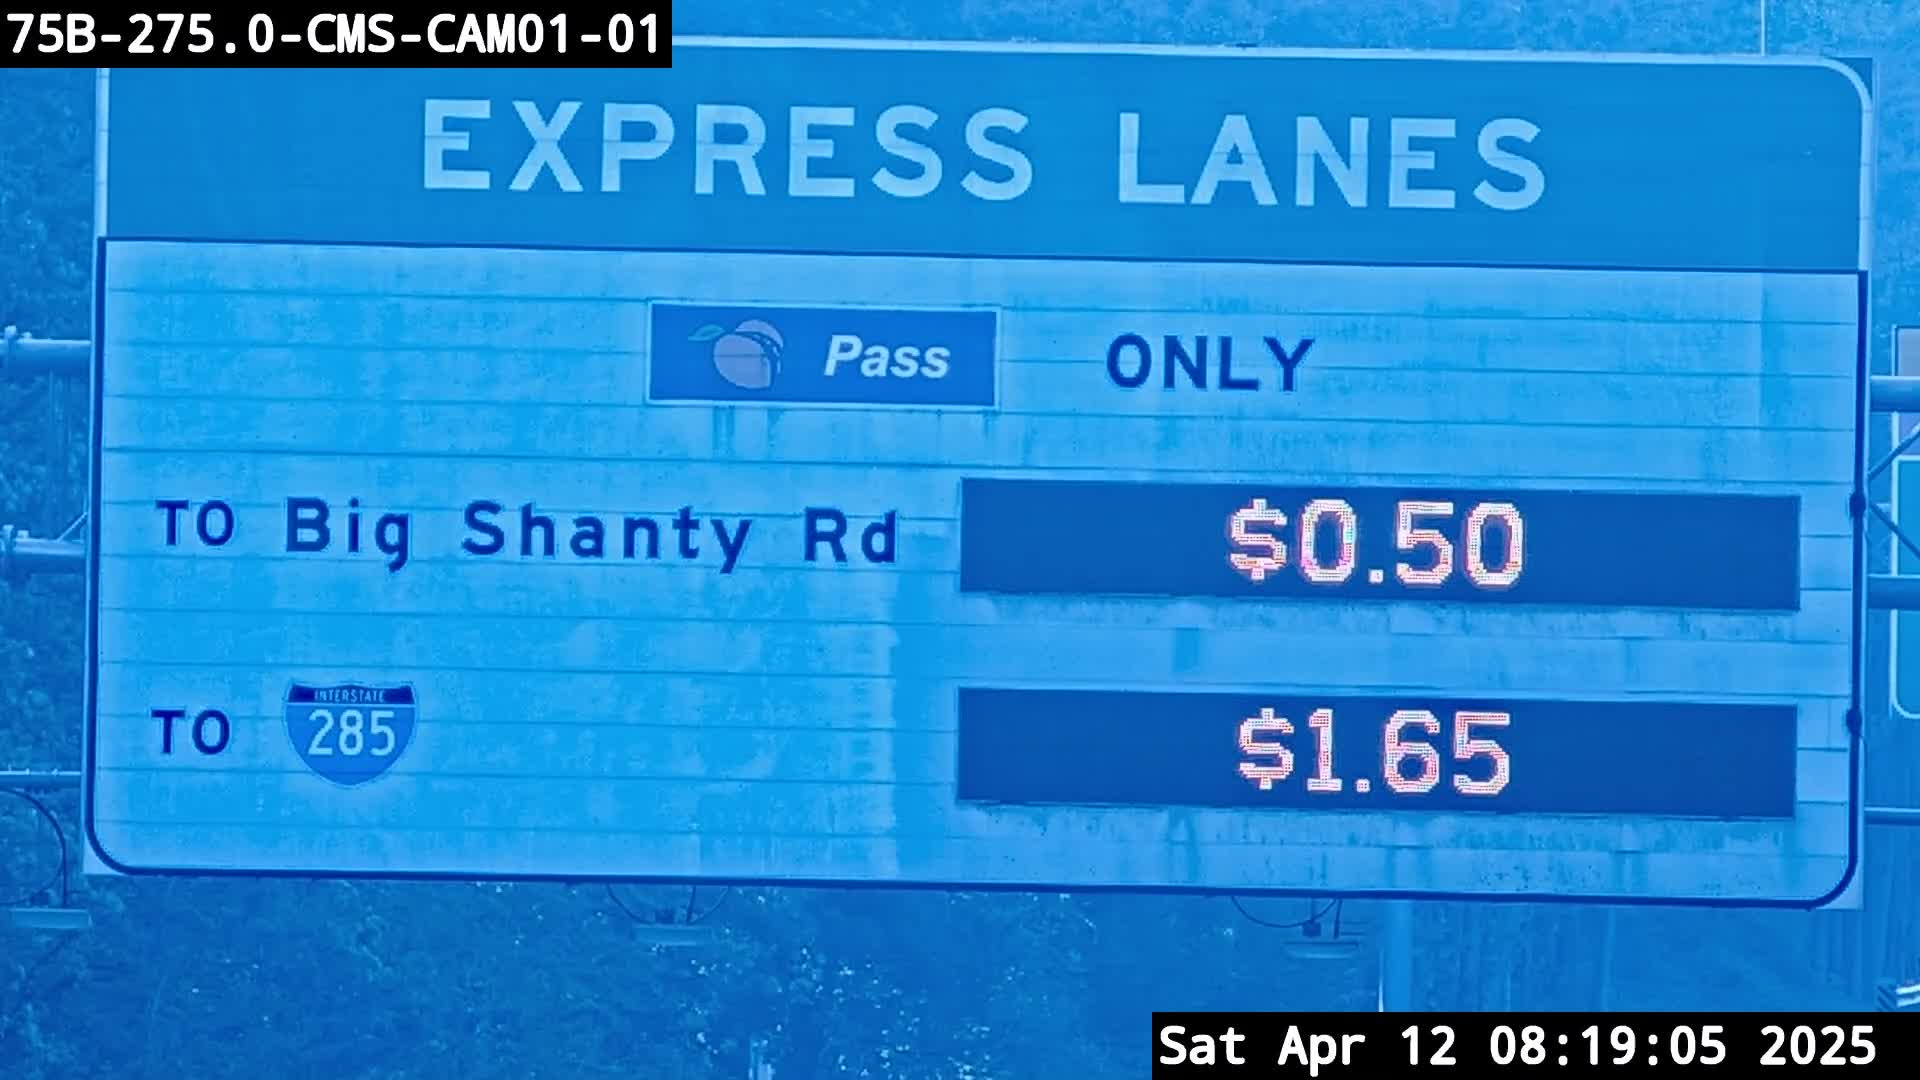 75B-275.0-CMS-CAM01-01
EXPRESS LANES
Pass ONLY
TO Big Shanty Rd $0.50
INTERSTATE
TO 285 $1.65
Sat Apr 12 08:19:05 2025